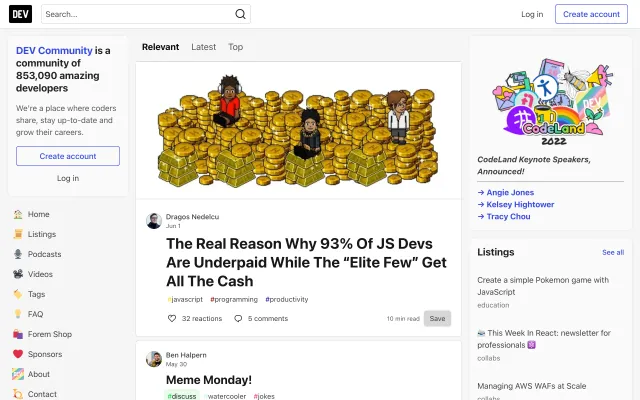 DEV
Search...
Log in
Create account
DEV Community is a
community of
853,090 amazing
developers
We're a place where coders
share, stay up-to-date and
grow their careers.
Create account
Log in
Home
Listings
Podcasts
Videos
Tags
FAQ
Forem Shop
Sponsors
About
Contact
Relevant
Latest
Top
Dragos Nedelcu
Jun 1
The Real Reason Why 93% Of JS Devs
Are Underpaid While The “Elite Few” Get
All The Cash
#javascript #programming #productivity
32 reactions
5 comments
10 min read
Save
Ben Halpern
May 30
Meme Monday!
#discuss #watercooler #jokes
CodeLand
2022
CodeLand Keynote Speakers,
Announced!
→ Angie Jones
→ Kelsey Hightower
→ Tracy Chou
Listings
See all
Create a simple Pokemon game with
JavaScript
education
This Week In React: newsletter for
professionals
collabs
Managing AWS WAFs at Scale
collabs